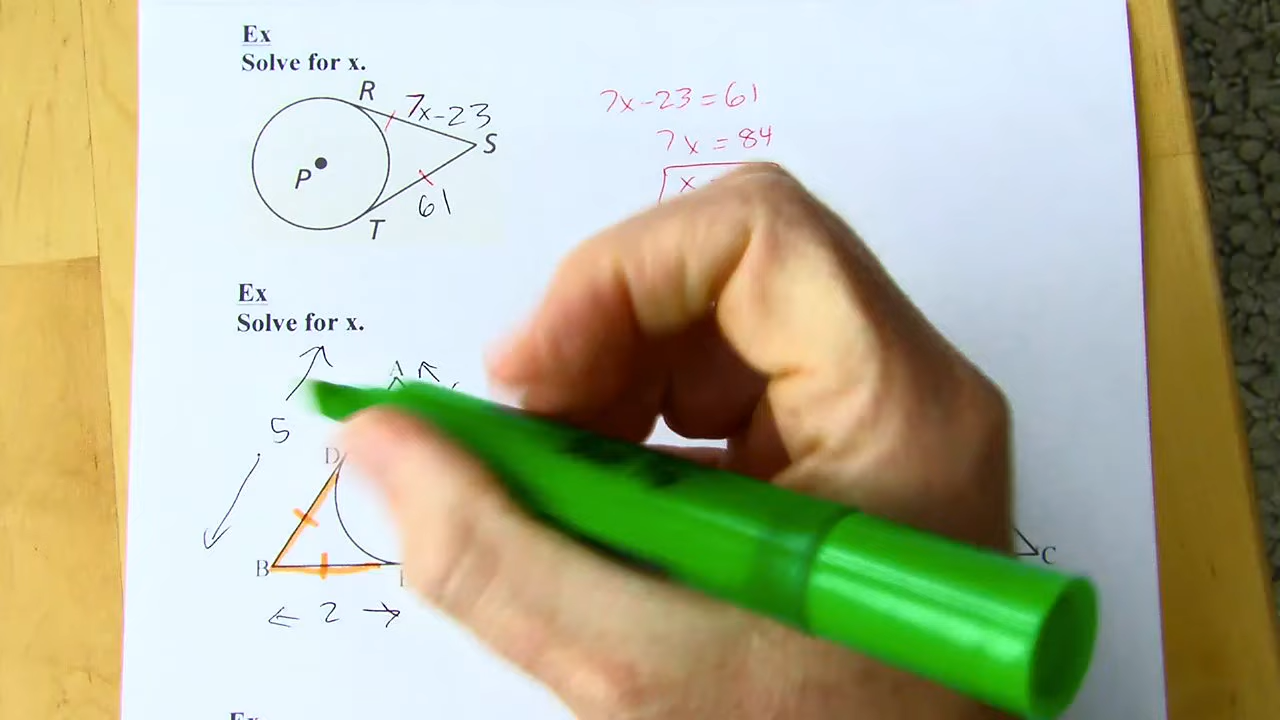 Ex
Solve for x.
R
7x-23
S
P
61
T
7x-23=61
7x=84
x
Ex
Solve for x.
A
5
D
B
C
2